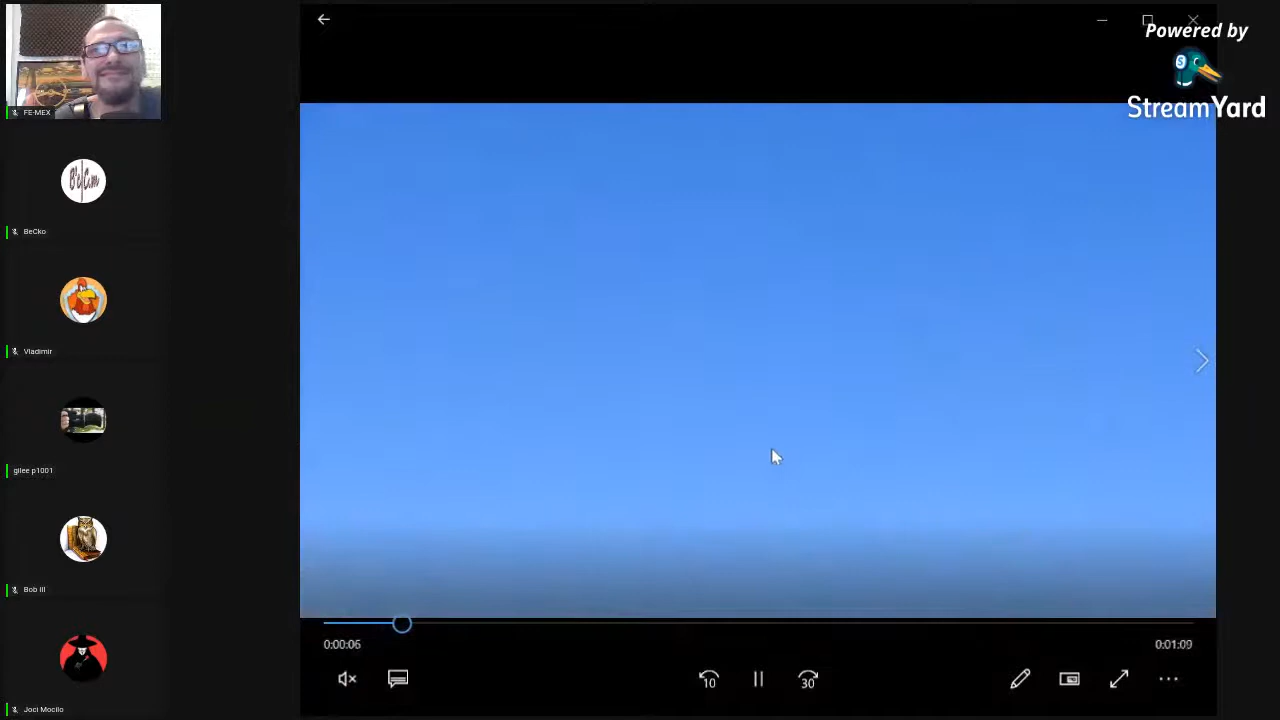 Powered by
StreamYard
FE-MEX
BeCko
Vladimir
gilee p1001
Bob III
Joci Mocilo
0:00:06
0:01:09
10
30